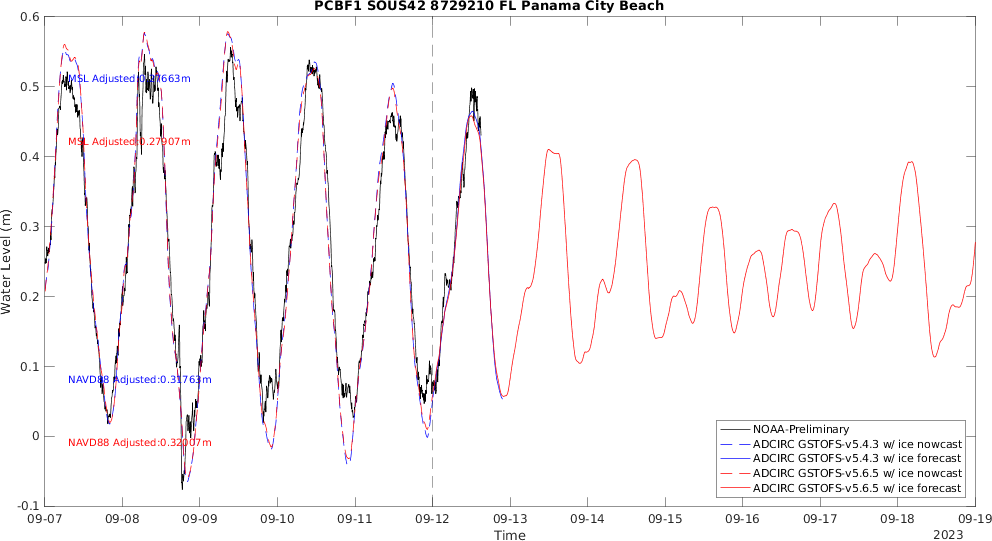 PCBF1 SOUS42 8729210 FL Panama City Beach
Water Level (m)
0.6
0.5
0.4
0.3
0.2
0.1
0
-0.1
MSL Adjusted:0.27663m
MSL Adjusted:0.27907m
NAVD88 Adjusted:0.31763m
NAVD88 Adjusted:0.32007m
NOAA-Preliminary
ADCIRC GSTOFS-v5.4.3 w/ ice nowcast
ADCIRC GSTOFS-v5.4.3 w/ ice forecast
ADCIRC GSTOFS-v5.6.5 w/ ice nowcast
ADCIRC GSTOFS-v5.6.5 w/ ice forecast
09-07 09-08 09-09 09-10 09-11 09-12 09-13 09-14 09-15 09-16 09-17 09-18 09-19
Time
2023